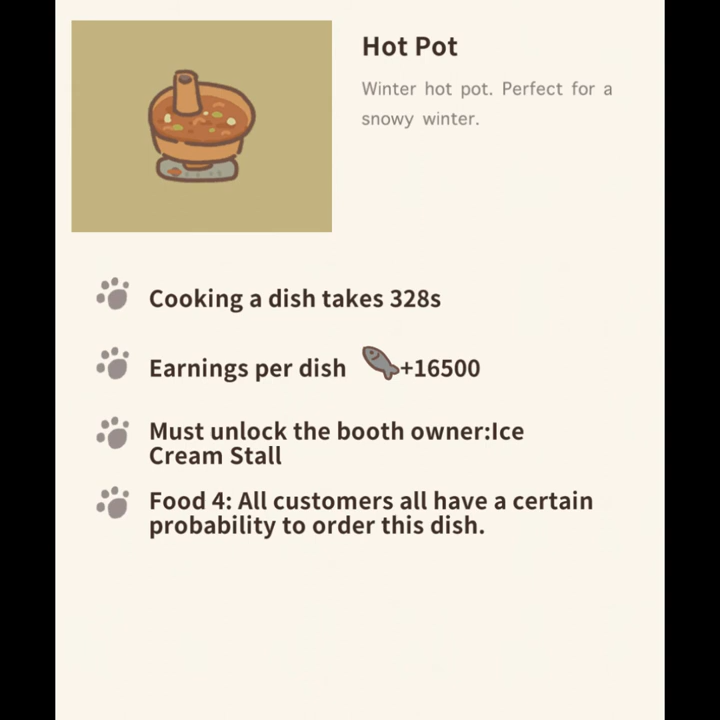 Hot Pot
Winter hot pot. Perfect for a
snowy winter.
Cooking a dish takes 328s
Earnings per dish +16500
Must unlock the booth owner:Ice
Cream Stall
Food 4: All customers all have a certain
probability to order this dish.